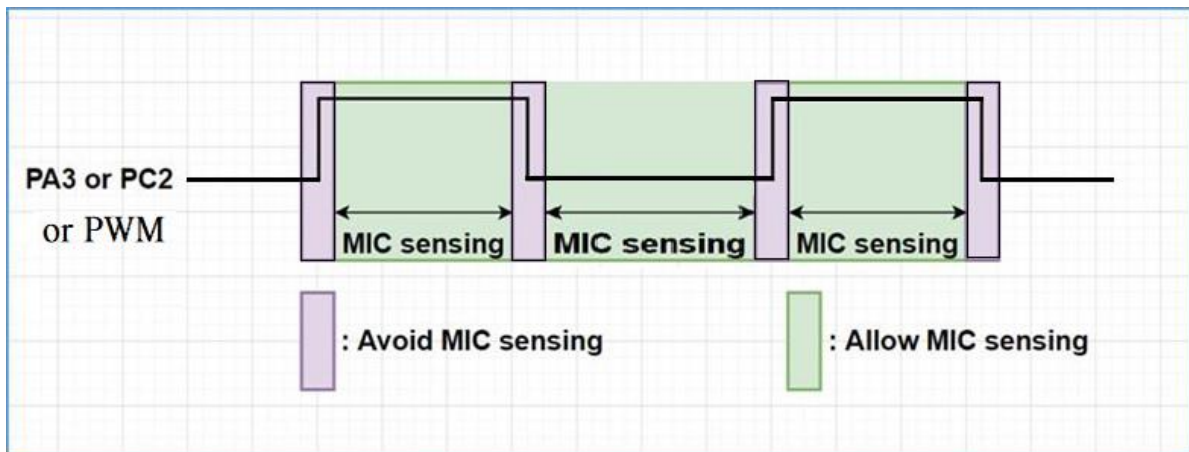 PA3 or PC2
or PWM
MIC sensing
MIC sensing
MIC sensing
: Avoid MIC sensing
: Allow MIC sensing